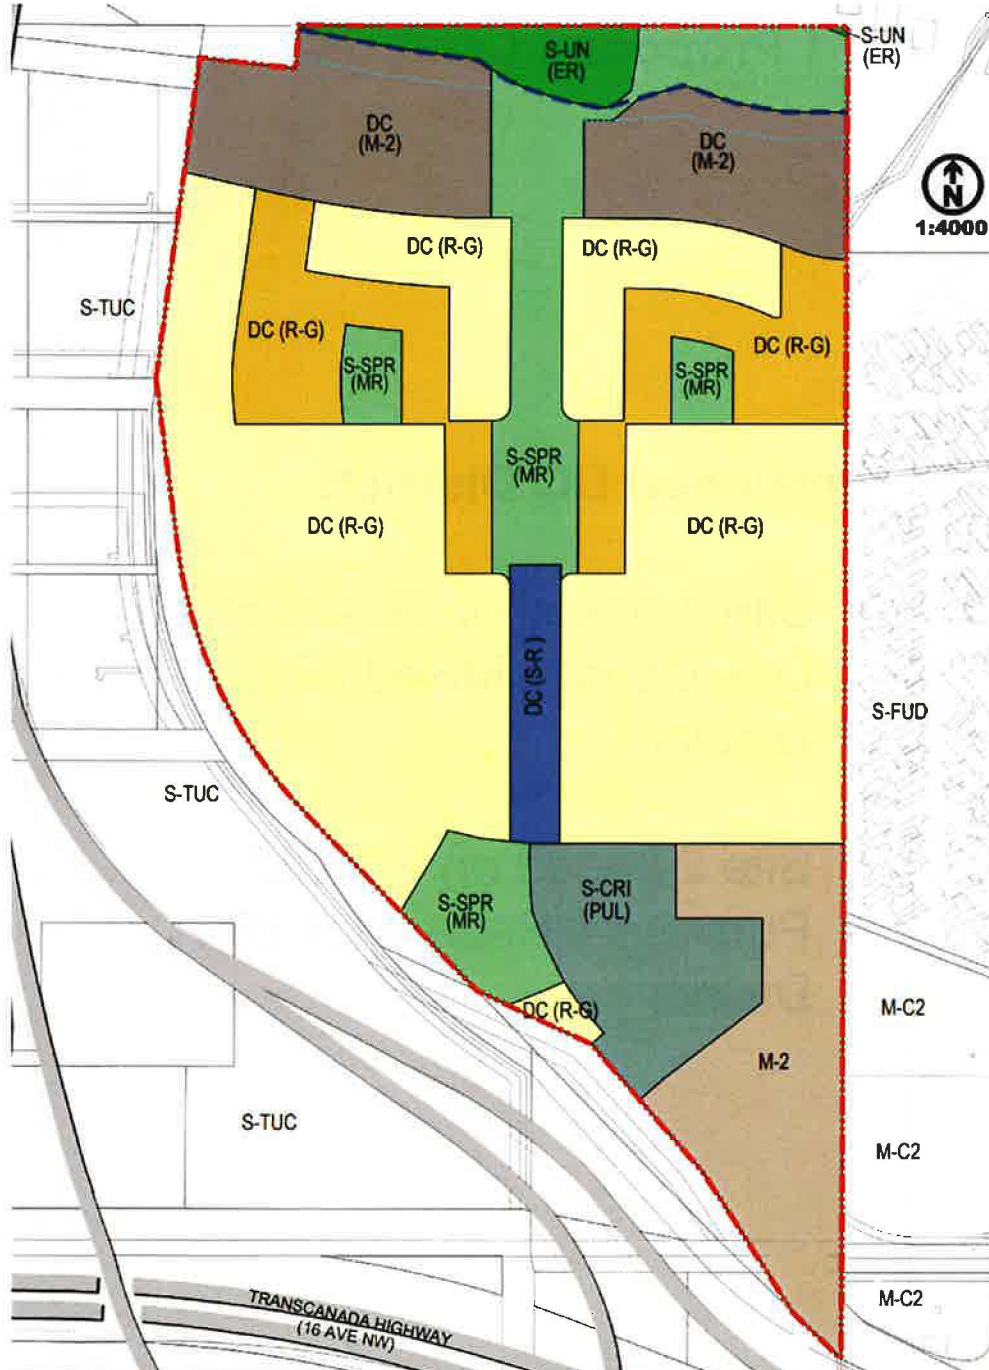 S-UN
(ER)
S-UN
(ER)
DC
(M-2)
DC
(M-2)
N
1:4000
DC (R-G)
DC (R-G)
S-TUC
DC (R-G)
DC (R-G)
S-SPR
(MR)
S-SPR
(MR)
S-SPR
(MR)
DC (R-G)
DC (R-G)
DC (S-R )
S-FUD
S-TUC
S-SPR
(MR)
S-CRI
(PUL)
DC (R-G)
M-C2
M-2
S-TUC
M-C2
M-C2
TRANSCANADA HIGHWAY
(16 AVE NW)